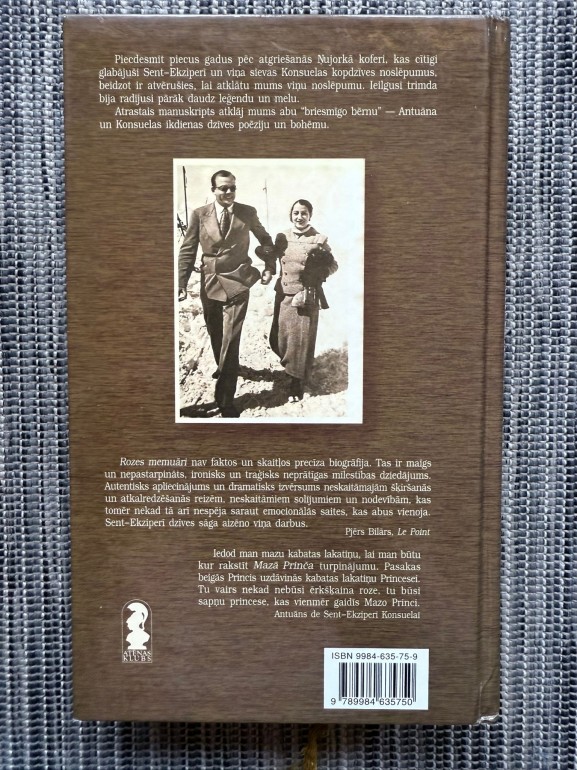 Piecdesmit piecus gadus pēc atgriešanās Ņujorkā koferi, kas cītīgi
glabājuši Sent–Ekziperī un viņa sievas Konsuelas kopdzīves noslēpumus,
beidzot ir atvērušies, lai atklātu mums viņu noslēpumu. Ieilgusi trimda
bija radījusi pārāk daudz leģendu un melu.
Atrastais manuskripts atklāj mums abu “briesmīgo bērnu” — Antuāna
un Konsuelas ikdienas dzīves poēziju un bohēmu.
Rozes memuāri nav faktos un skaitļos precīza biogrāfija. Tas ir maigs
un nepastarpināts, ironisks un traģisks neprātīgas mīlestības dziedājums.
Autentisks apliecinājums un dramatisks izvērsums neskaitāmajām šķiršanās
un atkalredzēšanās reizēm, neskaitāmiem solījumiem un nodevībām, kas
tomēr nekad tā arī nespēja saraut emocionālās saites, kas abus vienoja.
Sent–Ekziperī dzīves sāga aizēno viņa darbus.
Pjērs Bilārs, Le Point
Iedod man mazu kabatas lakatiņu, lai man būtu
kur rakstīt Mazā Prinča turpinājumu. Pasakas
beigās Princis uzdāvinās kabatas lakatiņu Princesei.
Tu vairs nekad nebūsi ērkšķaina roze, tu būsi
sapņu princese, kas vienmēr gaidīs Mazo Princi.
Antuāns de Sent–Ekziperī Konsuelai
ATĒNAS
KLUBS
ISBN 9984-635-75-9
9 789984 635750